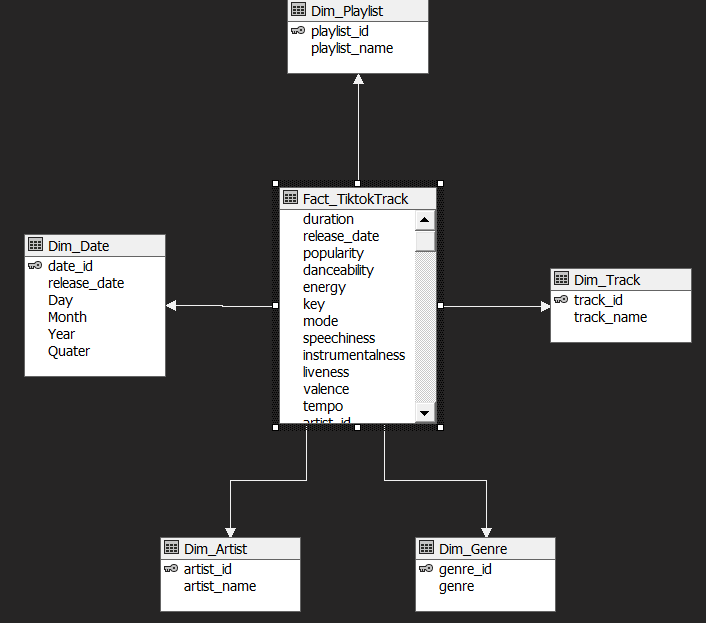 Dim_Playlist
playlist_id
playlist_name
Fact_TiktokTrack
duration
release_date
popularity
danceability
energy
key
mode
speechiness
instrumentalness
liveness
valence
tempo
artist_id
Dim_Date
date_id
release_date
Day
Month
Year
Quater
Dim_Track
track_id
track_name
Dim_Artist
artist_id
artist_name
Dim_Genre
genre_id
genre